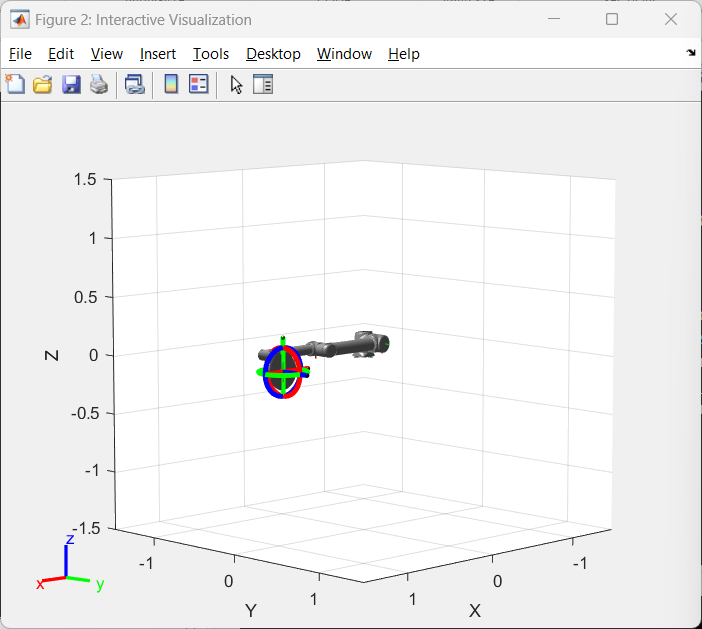 Figure 2: Interactive Visualization
File Edit View Insert Tools Desktop Window Help
1.5
1
0.5
0
-0.5
-1
-1.5
Z
-1
0
1
Y
1
0
-1
X
z
x
y